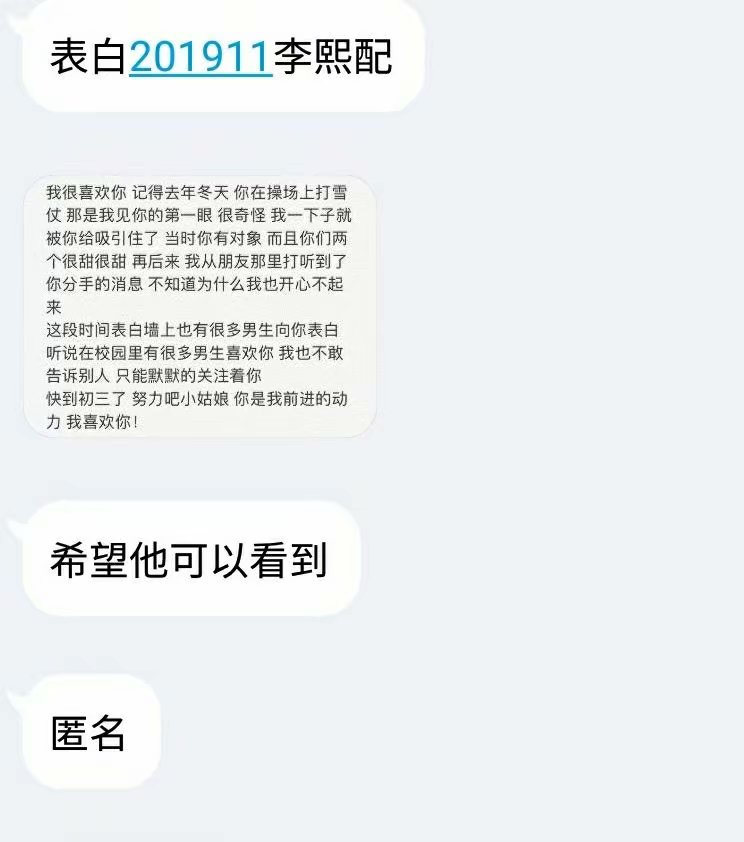 表白201911李熙配
我很喜欢你 记得去年冬天 你在操场上打雪
仗 那是我见你的第一眼 很奇怪 我一下子就
被你给吸引住了 当时你有对象 而且你们两
个很甜很甜 再后来 我从朋友那里打听到了
你分手的消息 不知道为什么我也开心不起
来
这段时间表白墙上也有很多男生向你表白
听说在校园里有很多男生喜欢你 我也不敢
告诉别人 只能默默的关注着你
快到初三了 努力吧小姑娘 你是我前进的动
力 我喜欢你！
希望他可以看到
匿名